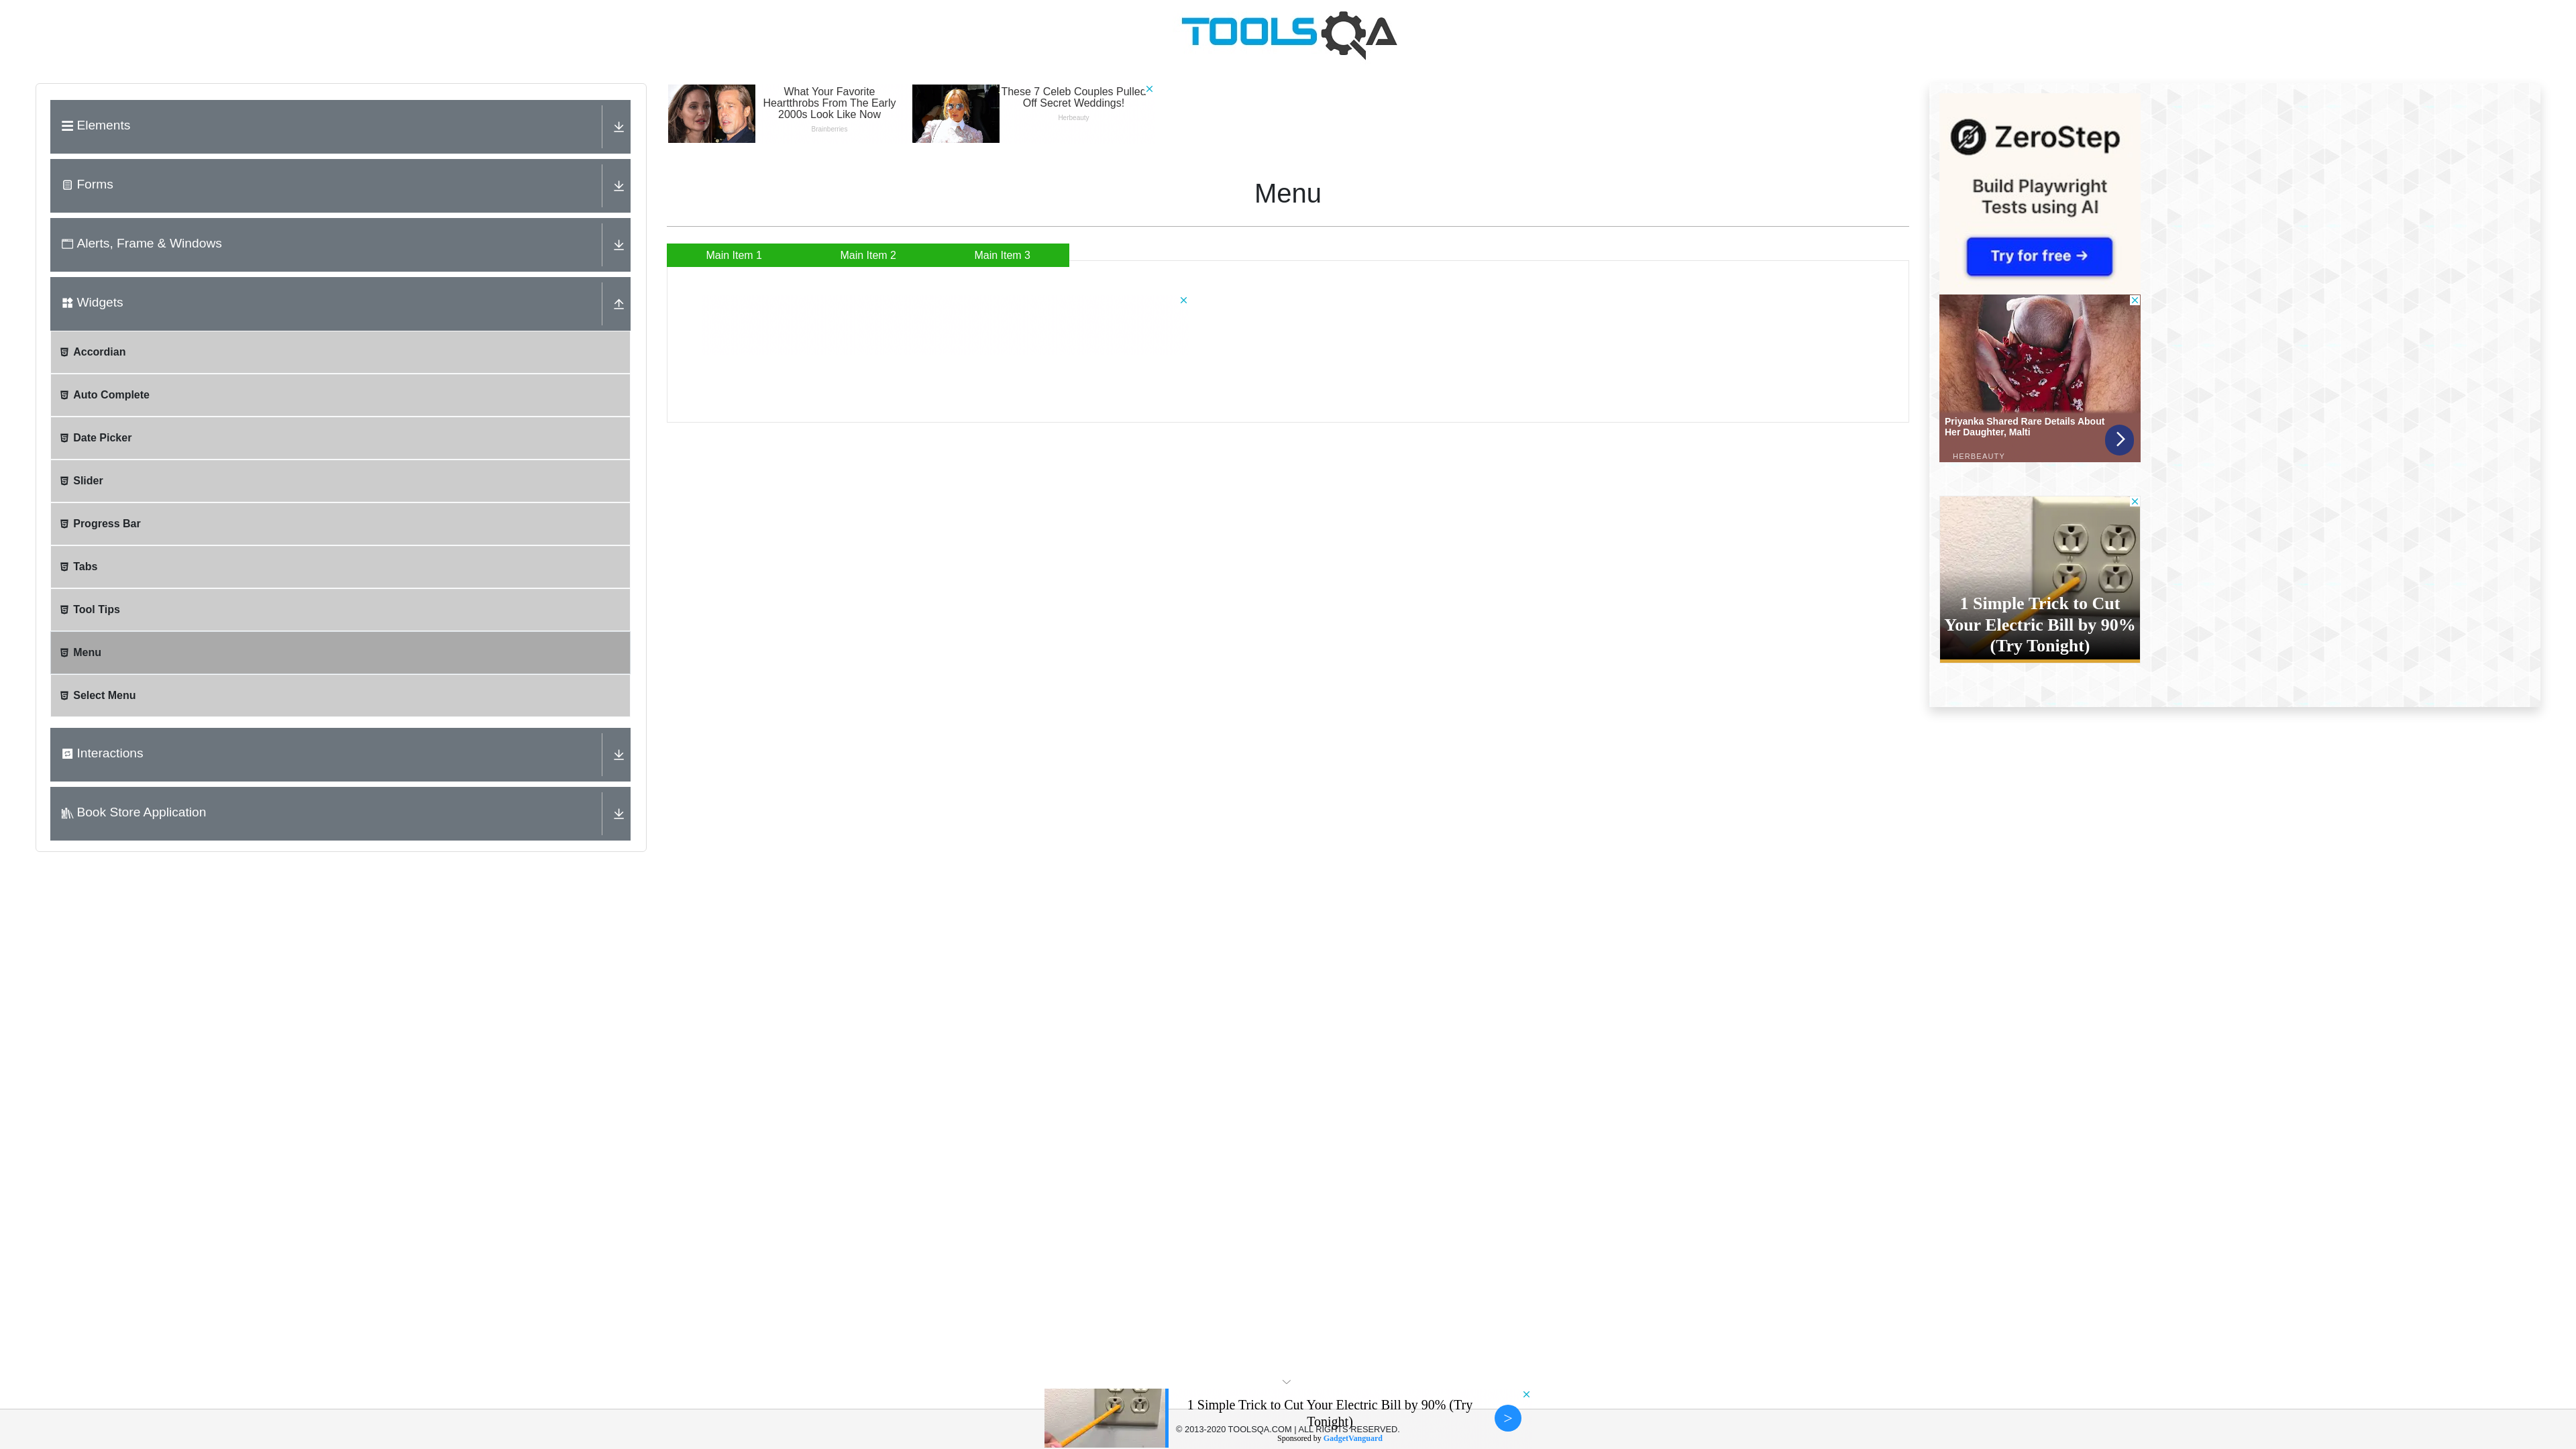 TOOLSQA
Elements
Forms
Alerts, Frame & Windows
Widgets
Accordian
Auto Complete
Date Picker
Slider
Progress Bar
Tabs
Tool Tips
Menu
Select Menu
Interactions
Book Store Application
What Your Favorite
Heartthrobs From The Early
2000s Look Like Now
Brainberries
These 7 Celeb Couples Pulled
Off Secret Weddings!
Herbeauty
Menu
Main Item 1
Main Item 2
Main Item 3
ZeroStep
Build Playwright
Tests using AI
Try for free →
Priyanka Shared Rare Details About
Her Daughter, Malti
HERBEAUTY
1 Simple Trick to Cut
Your Electric Bill by 90%
(Try Tonight)
1 Simple Trick to Cut Your Electric Bill by 90% (Try
Tonight)
© 2013-2020 TOOLSQA.COM | ALL RIGHTS RESERVED.
Sponsored by GadgetVanguard